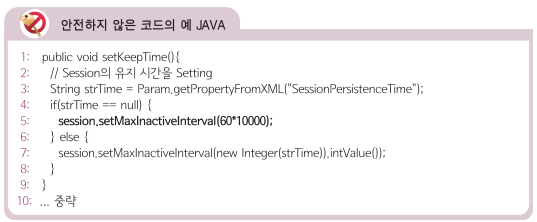 안전하지 않은 코드의 예 JAVA
1: public void setKeepTime(){
2: // Session의 유지 시간을 Setting
3: String strTime = Param.getPropertyFromXML("SessionPersistenceTime");
4: if(strTime == null) {
5: session.setMaxInactiveInterval(60*10000);
6: } else {
7: session.setMaxInactiveInterval(new Integer(strTime)).intValue());
8: }
9: }
10: ... 중략